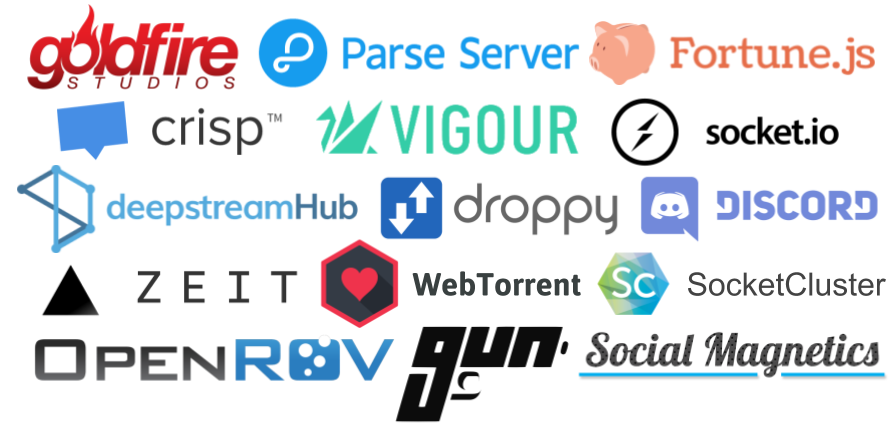 goldfire STUDIOS Parse Server Fortune.js
crisp™ VIGOUR socket.io
deepstreamHub droppy DISCORD
ZEIT WebTorrent Sc SocketCluster
OPENROV gun Social Magnetics